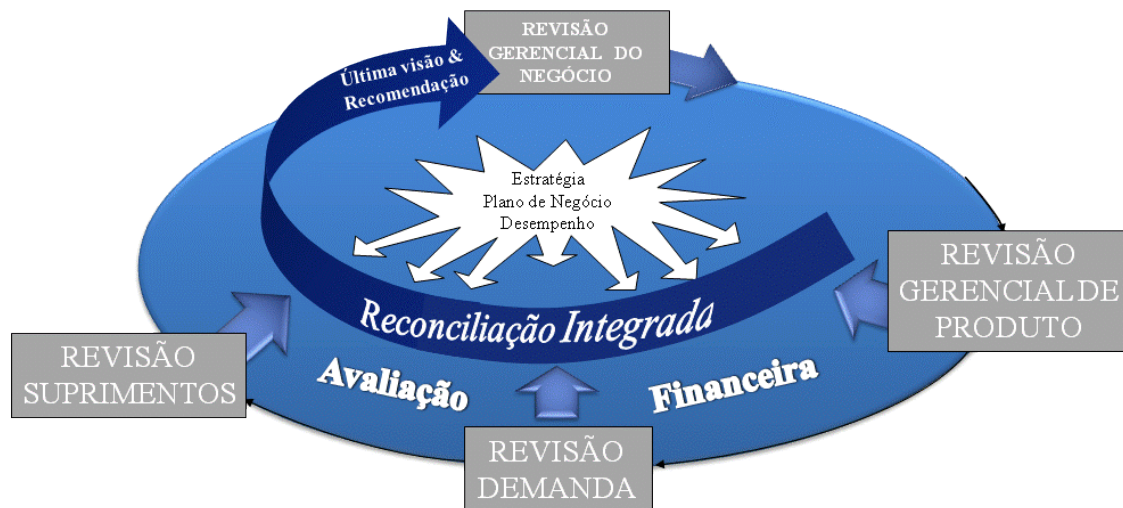 REVISÃO
GERENCIAL DO
NEGÓCIO
Última visão &
Recomendação
Estratégia
Plano de Negócio
Desempenho
REVISÃO
GERENCIAL DE
PRODUTO
Reconciliação Integrada
REVISÃO
SUPRIMENTOS
Avaliação Financeira
REVISÃO
DEMANDA